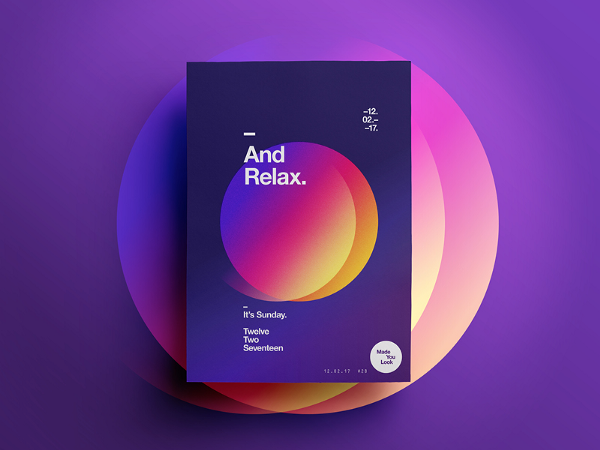 –12.
02.–
–17.
And
Relax.
It's Sunday.
Twelve
Two
Seventeen
12.02.17
Made
You
Look